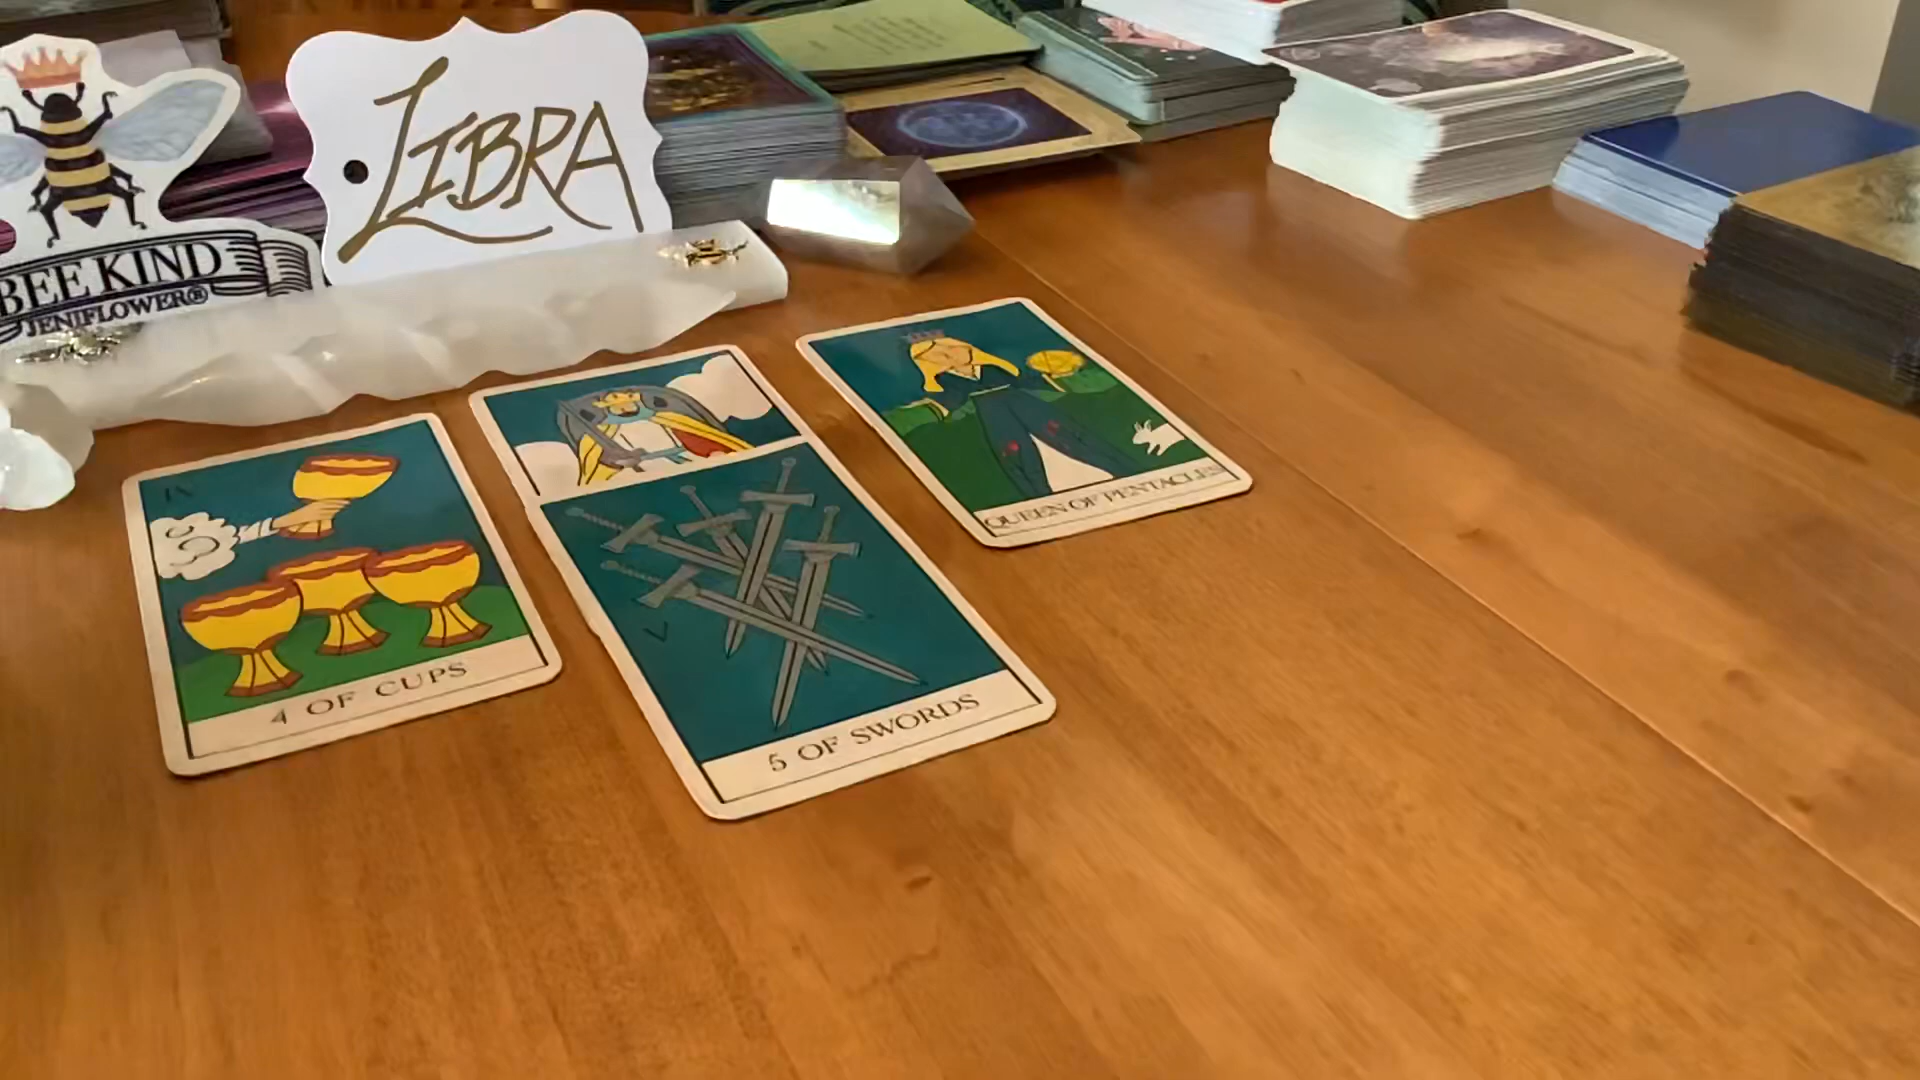 LIBRA
BEE KIND
JENIFLOWER®
IV
4 OF CUPS
V
5 OF SWORDS
QUEEN OF PENTACLES